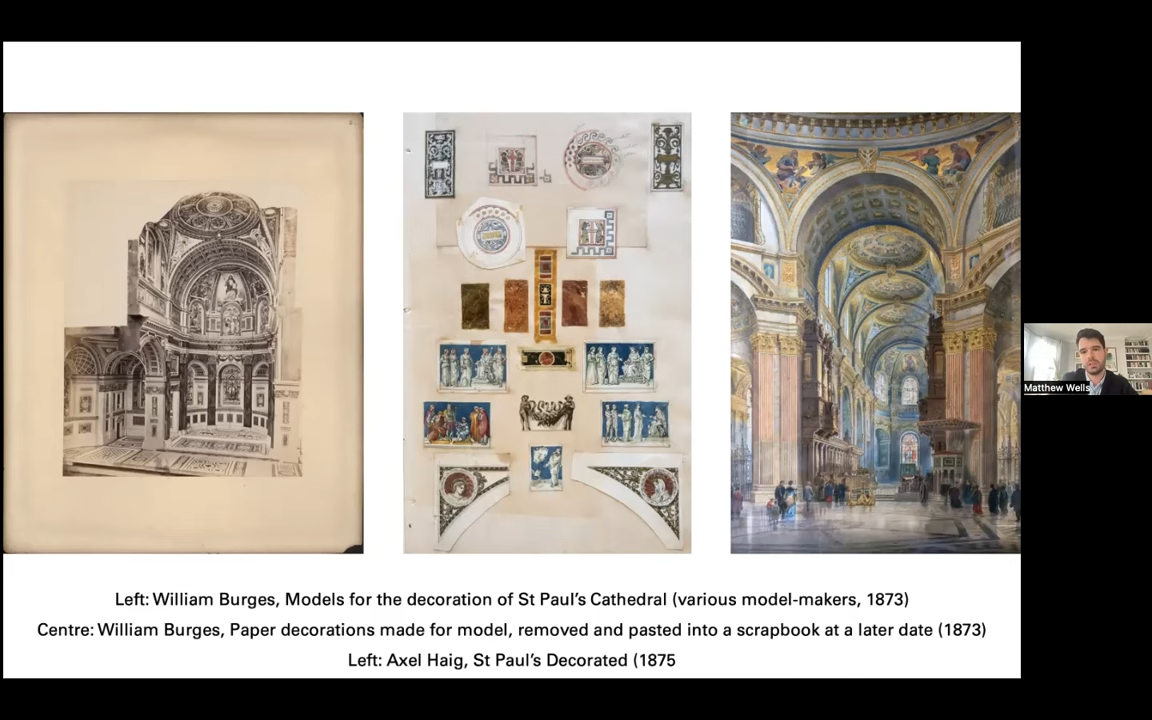 Left: William Burges, Models for the decoration of St Paul's Cathedral (various model-makers, 1873)
Centre: William Burges, Paper decorations made for model, removed and pasted into a scrapbook at a later date (1873)
Left: Axel Haig, St Paul's Decorated (1875
Matthew Wells